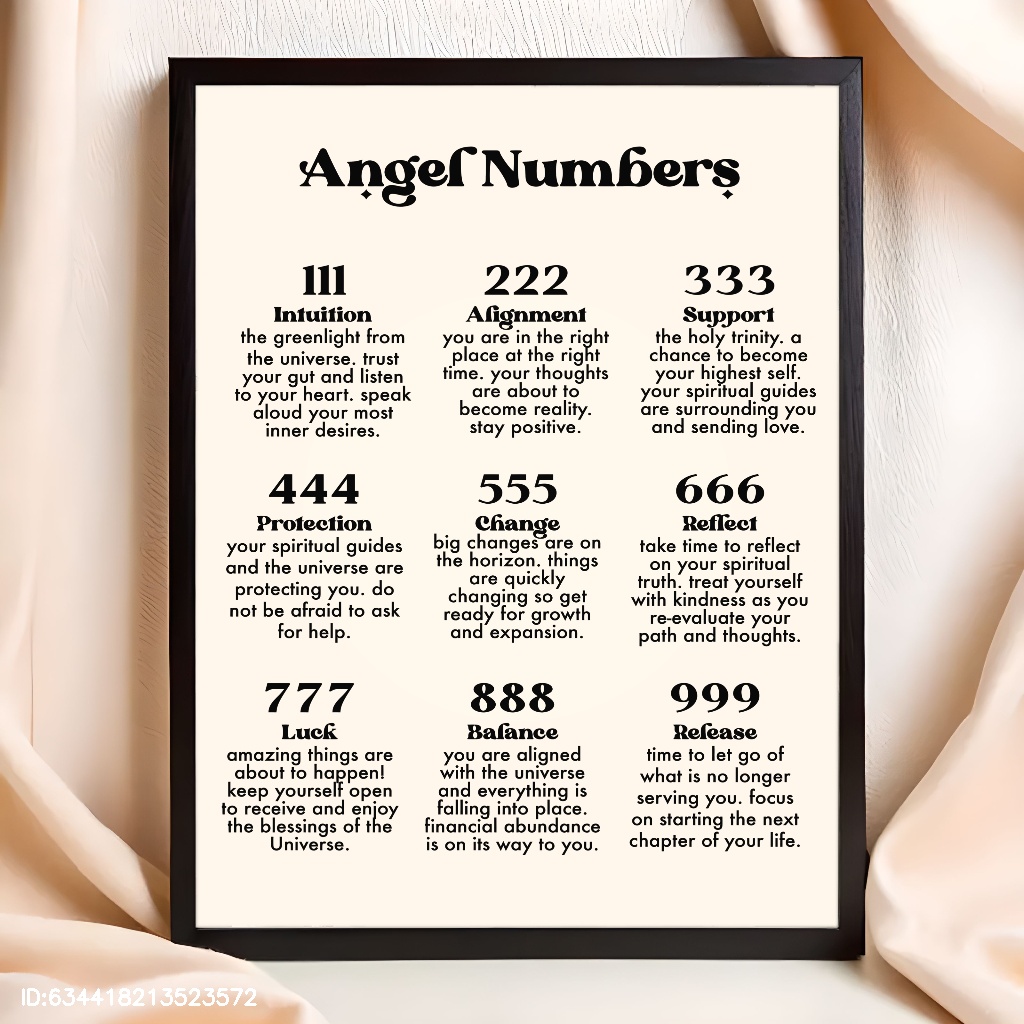 Angel Numbers
111
Intuition
the greenlight from
the universe. trust
your gut and listen
to your heart. speak
aloud your most
inner desires.
222
Alignment
you are in the right
place at the right
time. your thoughts
are about to
become reality.
stay positive.
333
Support
the holy trinity. a
chance to become
your highest self.
your spiritual guides
are surrounding you
and sending love.
444
Protection
your spiritual guides
and the universe are
protecting you. do
not be afraid to ask
for help.
555
Change
big changes are on
the horizon. things
are quickly
changing so get
ready for growth
and expansion.
666
Reflect
take time to reflect
on your spiritual
truth. treat yourself
with kindness as you
re-evaluate your
path and thoughts.
777
Luck
amazing things are
about to happen!
keep yourself open
to receive and enjoy
the blessings of the
Universe.
888
Balance
you are aligned
with the universe
and everything is
falling into place.
financial abundance
is on its way to you.
999
Release
time to let go of
what is no longer
serving you. focus
on starting the next
chapter of your life.
ID:634418213523572